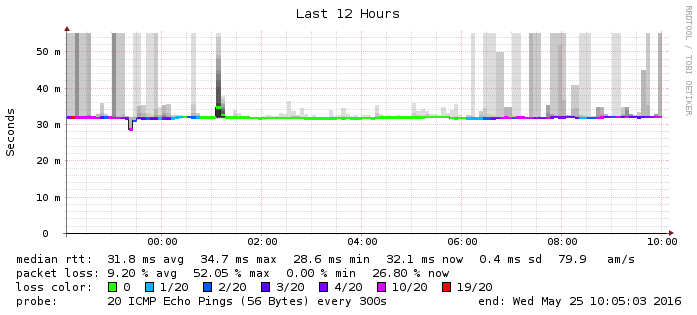 Last 12 Hours
RRDTOOL / TOBI OETIKER
Seconds
50 m
40 m
30 m
20 m
10 m
0
00:00 02:00 04:00 06:00 08:00 10:00
median rtt: 31.8 ms avg 34.7 ms max 28.6 ms min 32.1 ms now 0.4 ms sd 79.9 am/s
packet loss: 9.20 % avg 52.05 % max 0.00 % min 26.80 % now
loss color: 0 1/20 2/20 3/20 4/20 10/20 19/20
probe: 20 ICMP Echo Pings (56 Bytes) every 300s end: Wed May 25 10:05:03 2016